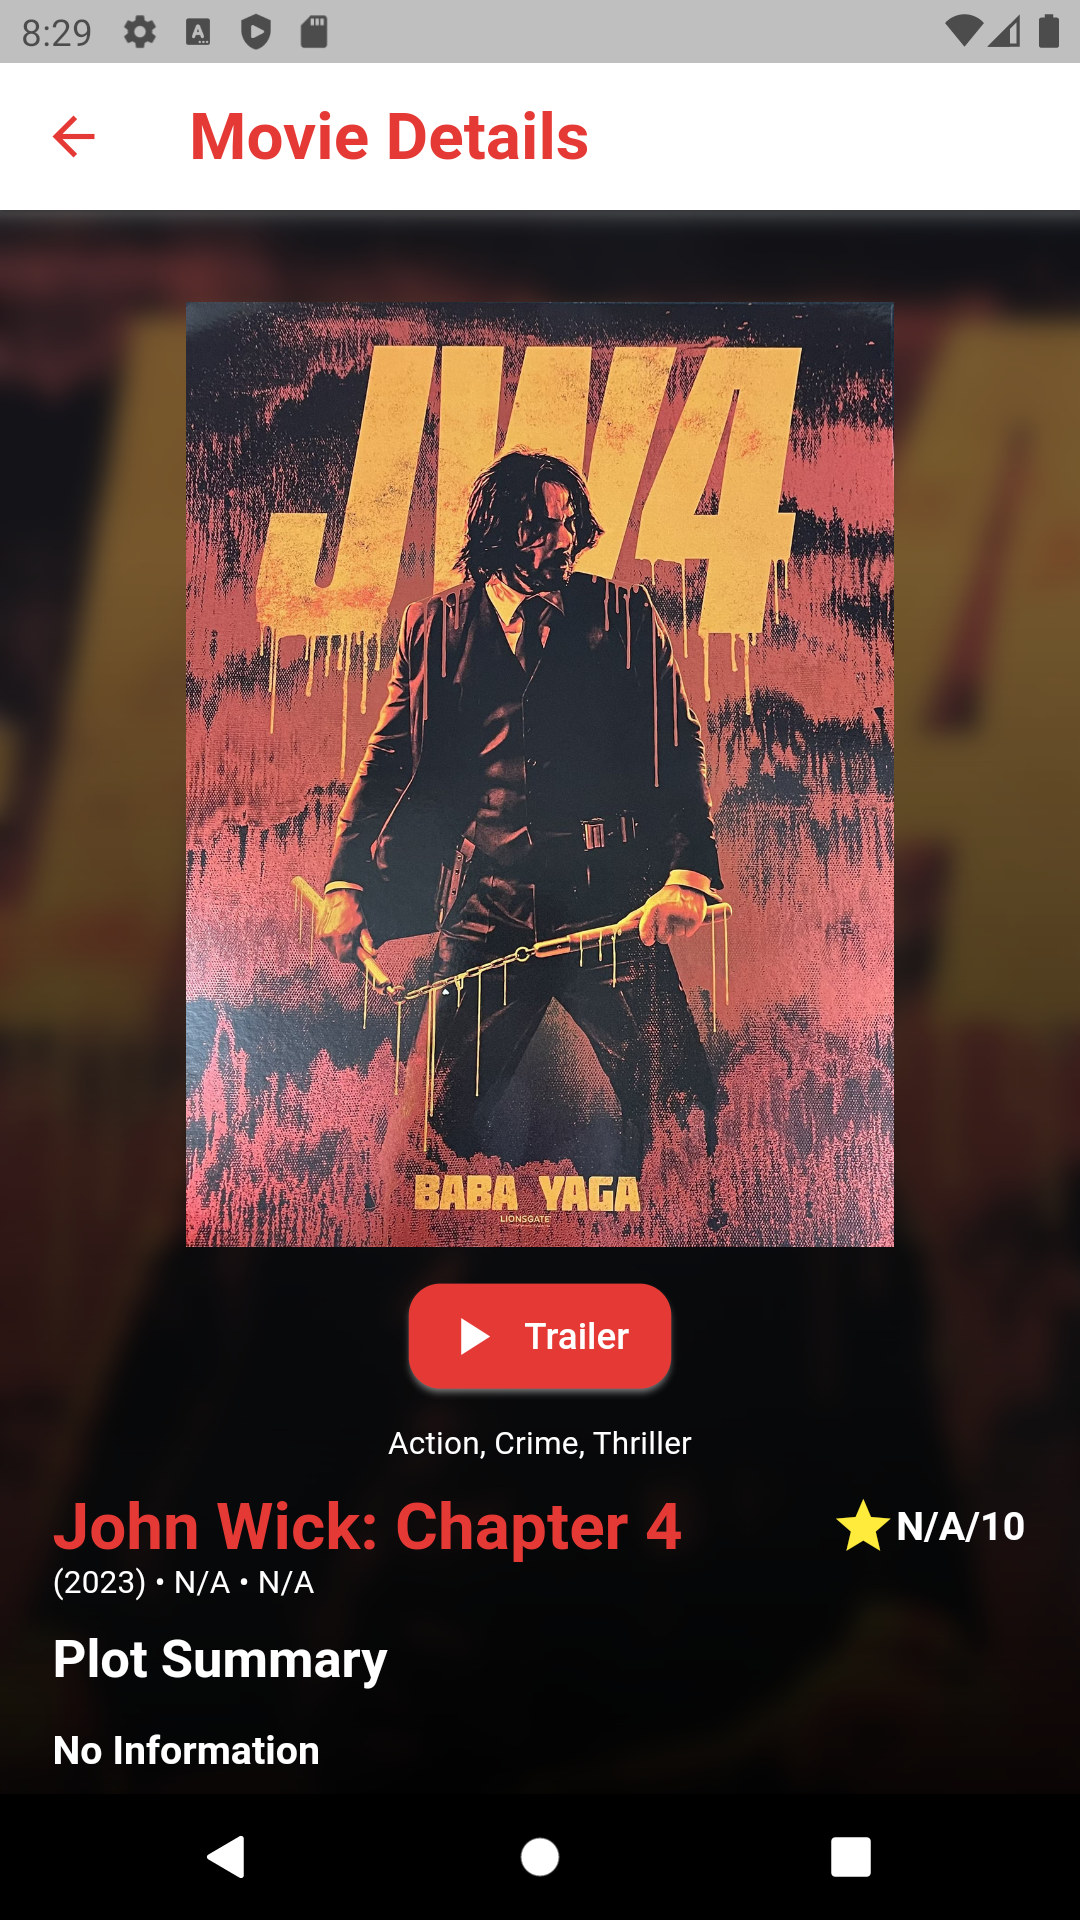 8:29
Movie Details
JW4
BABA YAGA
LIONSGATE
Trailer
Action, Crime, Thriller
John Wick: Chapter 4
N/A/10
(2023) • N/A • N/A
Plot Summary
No Information